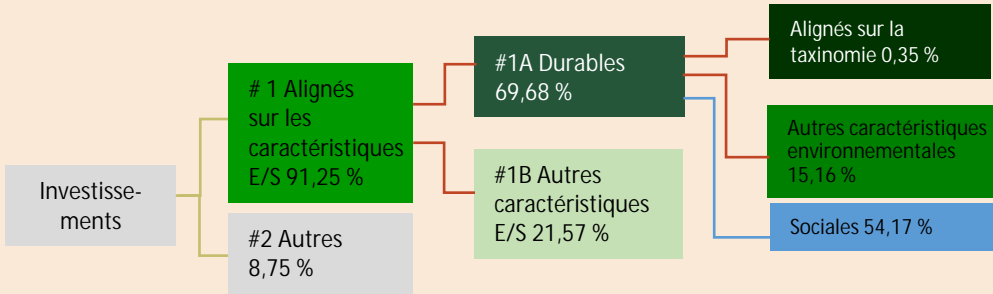 Investisse-
ments
# 1 Alignés
sur les
caractéristiques
E/S 91,25 %
#2 Autres
8,75 %
#1A Durables
69,68 %
#1B Autres
caractéristiques
E/S 21,57 %
Alignés sur la
taxinomie 0,35 %
Autres caractéristiques
environnementales
15,16 %
Sociales 54,17 %